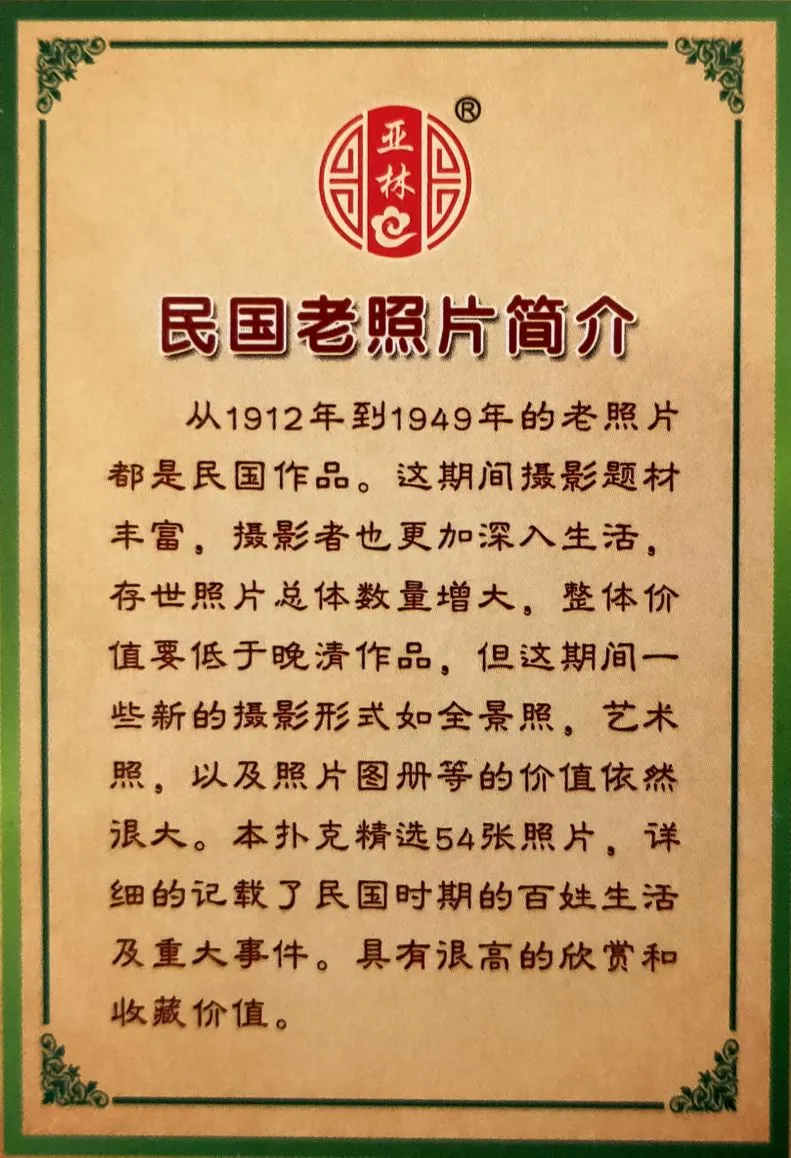 ®
亚
林
民国老照片简介
从1912年到1949年的老照片
都是民国作品。这期间摄影题材
丰富，摄影者也更加深入生活，
存世照片总体数量增大，整体价
值要低于晚清作品，但这期间一
些新的摄影形式如全景照，艺术
照，以及照片图册等的价值依然
很大。本扑克精选54张照片，详
细的记载了民国时期的百姓生活
及重大事件。具有很高的欣赏和
收藏价值。